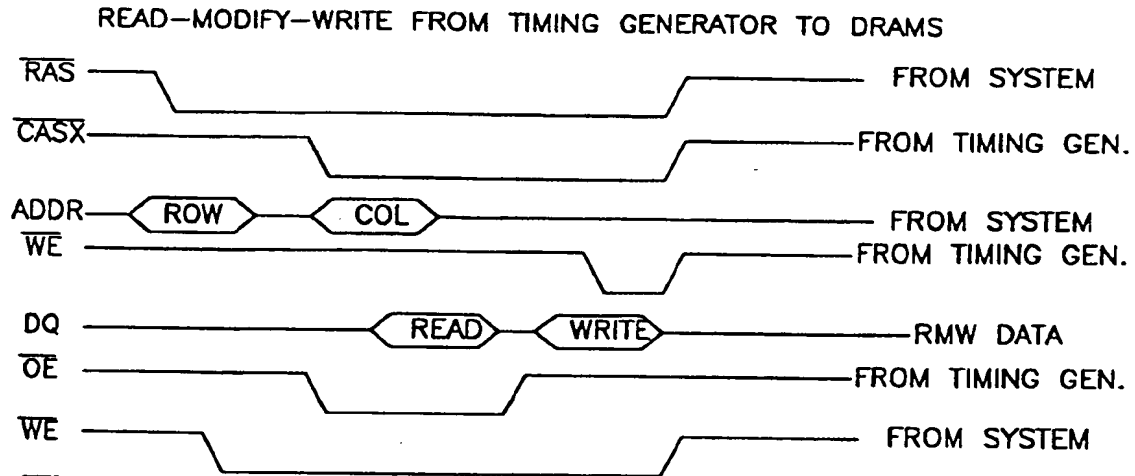 READ-MODIFY-WRITE FROM TIMING GENERATOR TO DRAMS
RAS FROM SYSTEM
CASX FROM TIMING GEN.
ADDR ROW COL FROM SYSTEM
WE FROM TIMING GEN.
DQ READ WRITE RMW DATA
OE FROM TIMING GEN.
WE FROM SYSTEM